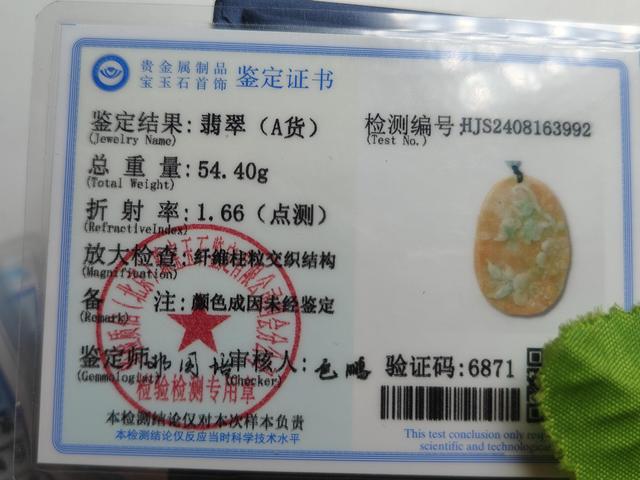 贵金属制品
宝玉石首饰 鉴定证书
鉴定结果: 翡翠（A货）
(Jewelry Name)
检测编号: HJS2408163992
(Test No.)
总重量: 54.40g
(Total Weight)
折射率: 1.66（点测）
(RefractiveIndex)
放大检查: 纤维柱粒交织结构
(Magnification)
备注: 颜色成因未经鉴定
(Remark)
鉴定师
(Gemmologist)
审核人: 包鹏
(Checker)
验证码: 6871
检验检测专用章
本检测结论仅对本次样本负责
本检测结论仅反应当时科学技术水平
This test conclusion only
scientific and technological